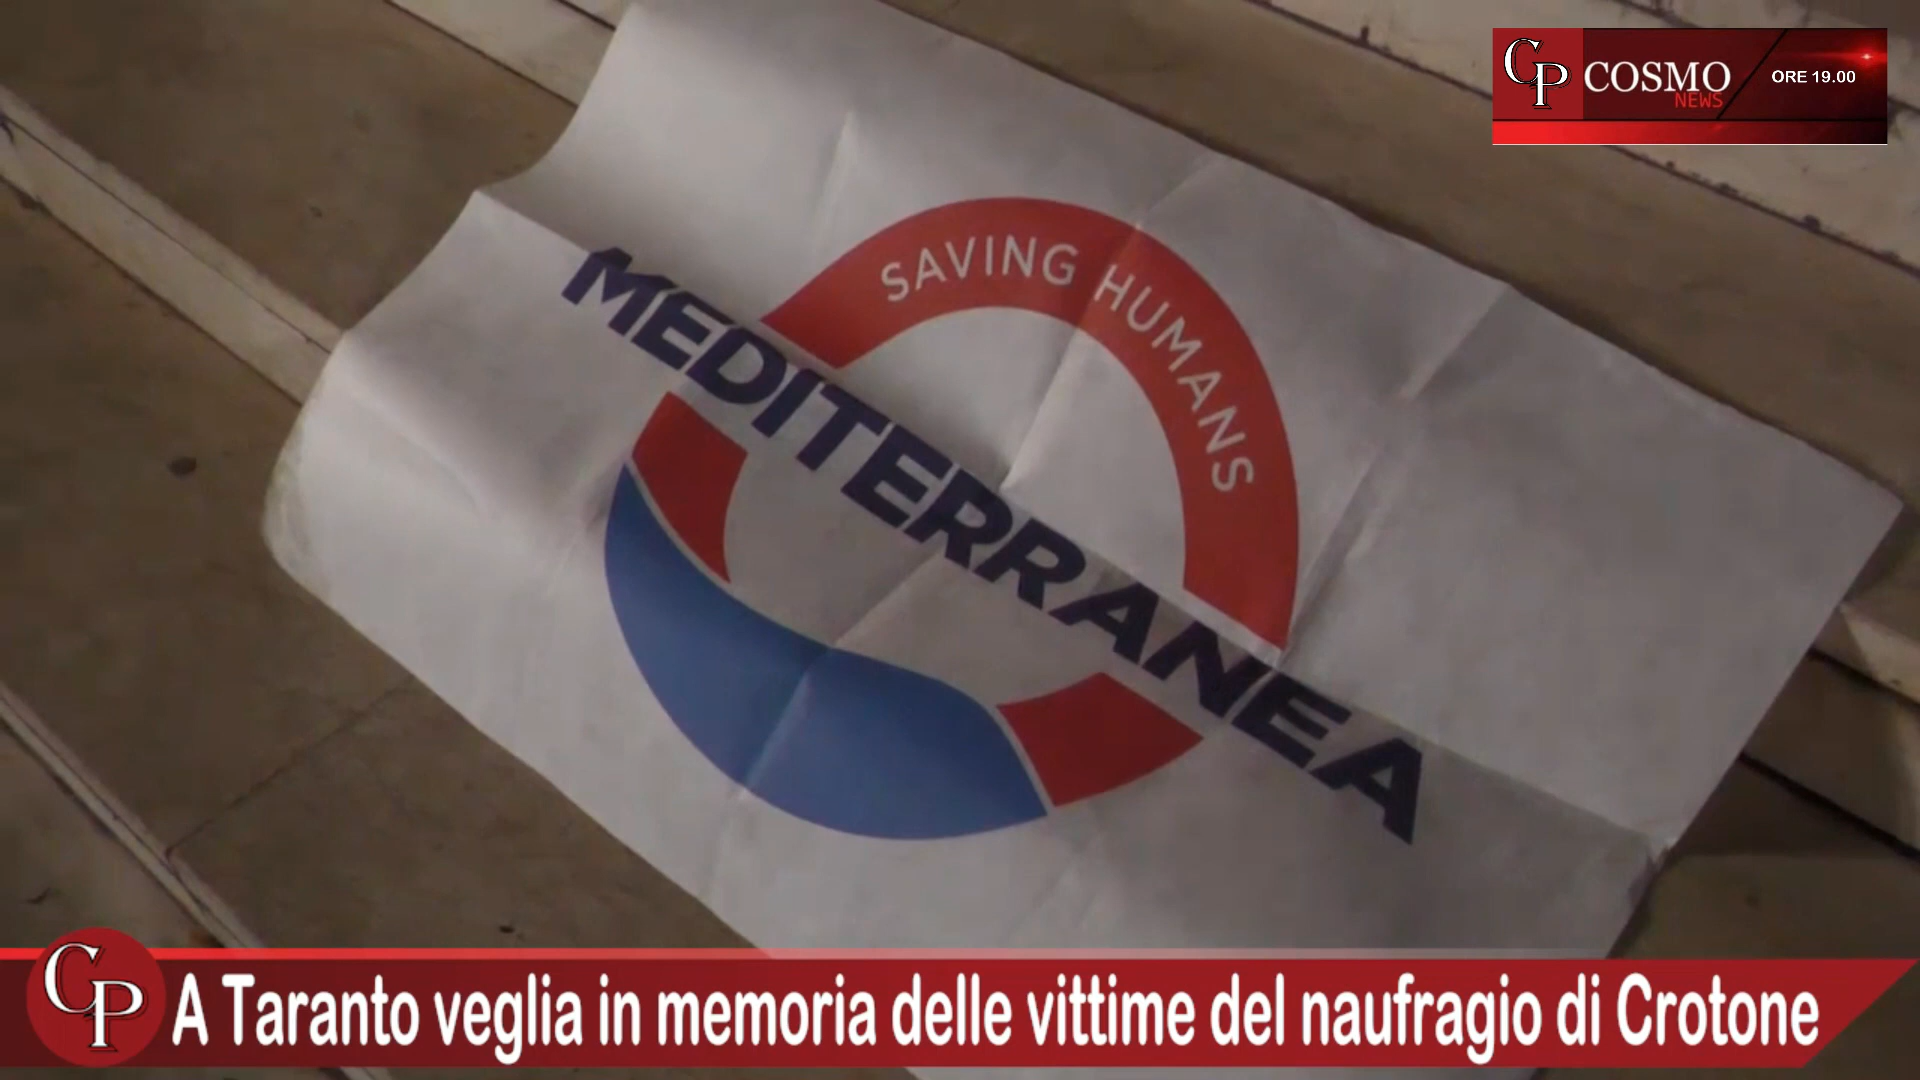 CP COSMO
NEWS
ORE 19.00
SAVING HUMANS
MEDITERRANEA
CP
A Taranto veglia in memoria delle vittime del naufragio di Crotone